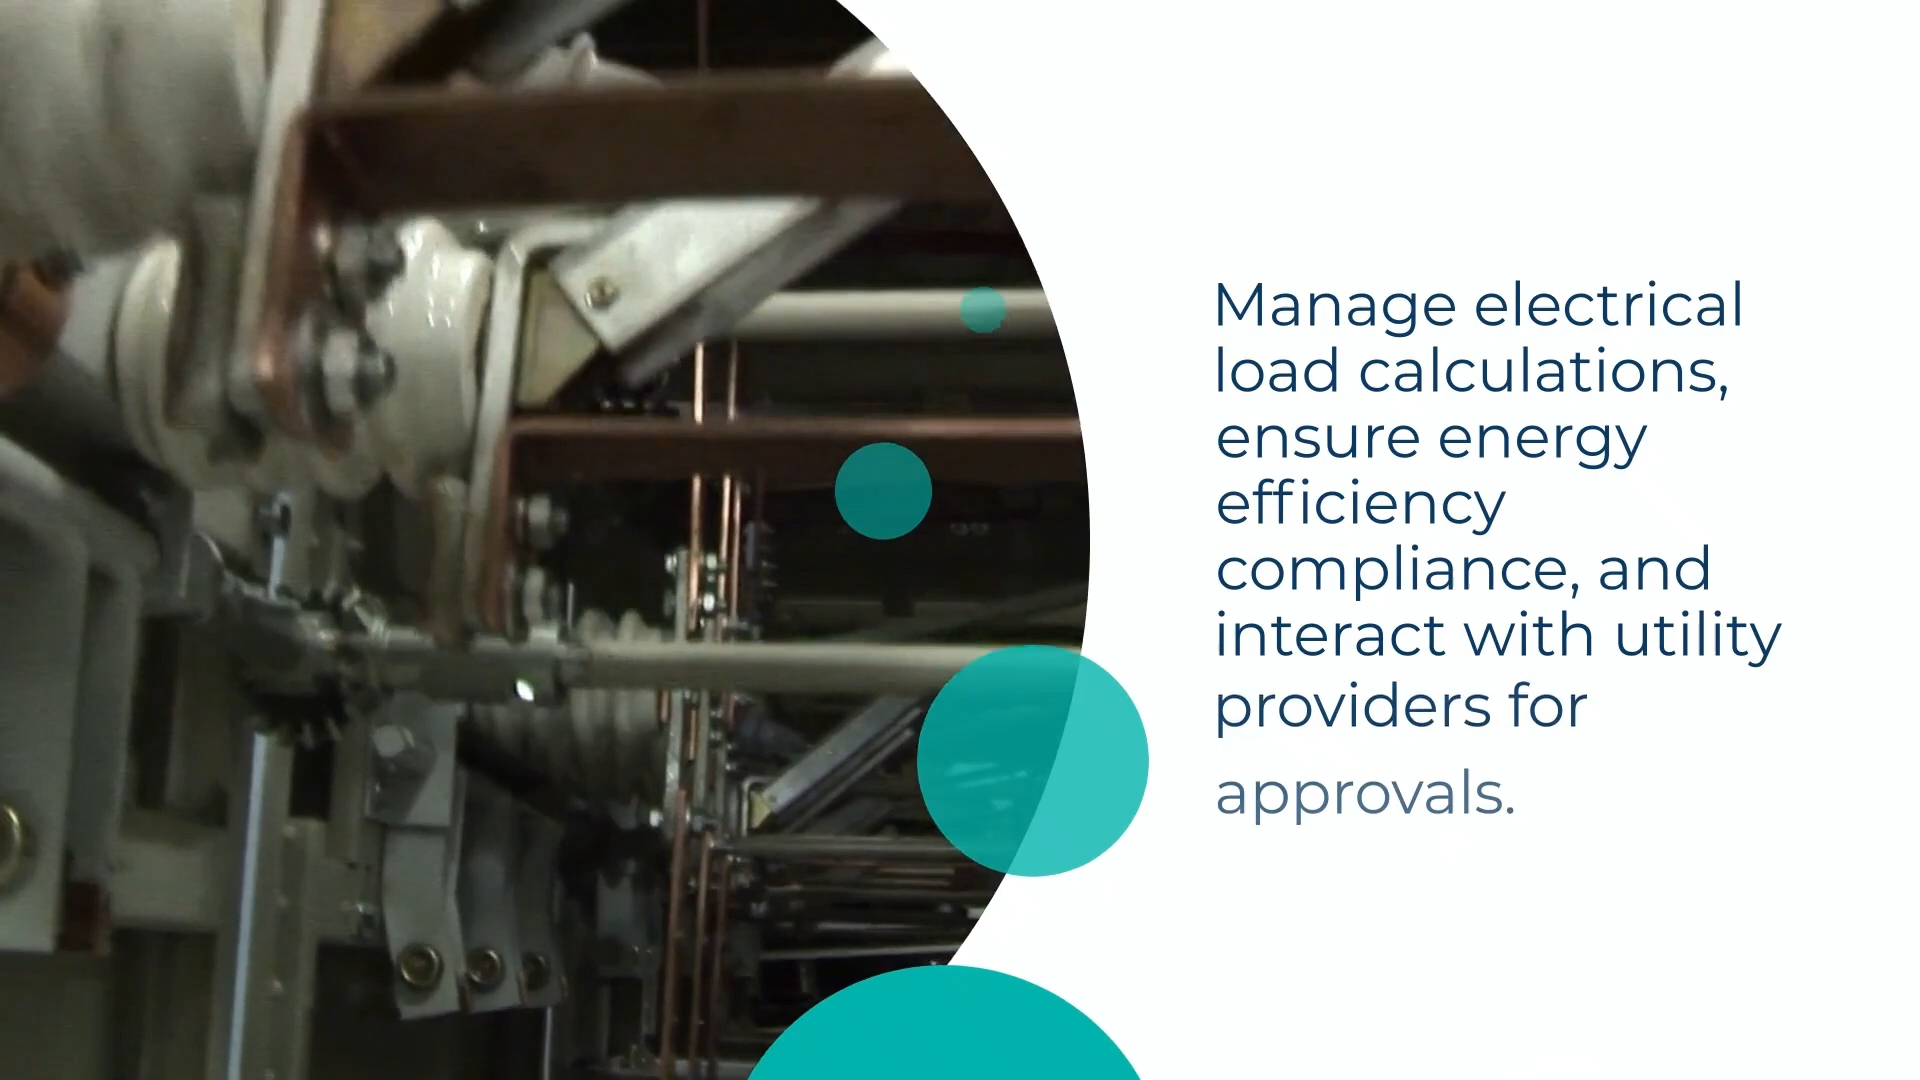 Manage electrical
load calculations,
ensure energy
efficiency
compliance, and
interact with utility
providers for
approvals.